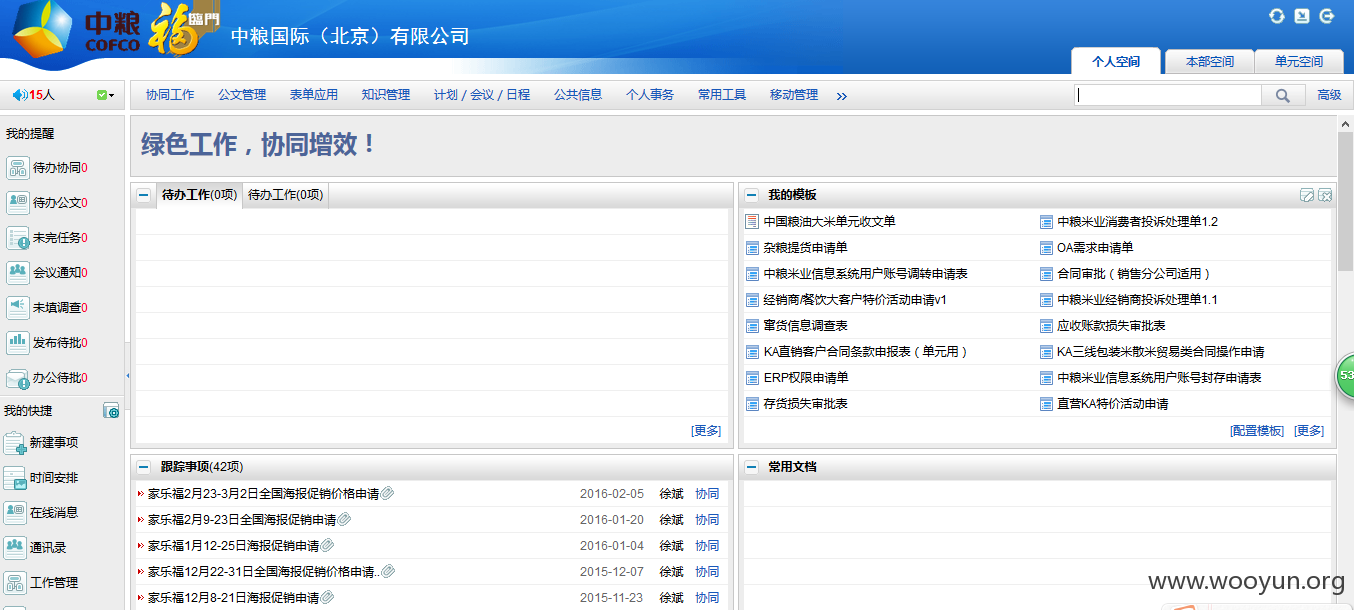 中粮
COFCO
福
臨門
中粮国际（北京）有限公司
个人空间 本部空间 单元空间
15人
协同工作 公文管理 表单应用 知识管理 计划 / 会议 / 日程 公共信息 个人事务 常用工具 移动管理 »
高级
我的提醒
待办协同0
待办公文0
未完任务0
会议通知0
未填调查0
发布待批0
办公待批0
我的快捷
新建事项
时间安排
在线消息
通讯录
工作管理
绿色工作，协同增效！
待办工作(0项) 待办工作(0项)
[更多]
我的模板
中国粮油大米单元收文单 中粮米业消费者投诉处理单1.2
杂粮提货申请单 OA需求申请单
中粮米业信息系统用户账号调转申请表 合同审批（销售分公司适用）
经销商/餐饮大客户特价活动申请v1 中粮米业经销商投诉处理单1.1
窜货信息调查表 应收账款损失审批表
KA直销客户合同条款申报表（单元用） KA三线包装米散米贸易类合同操作申请
ERP权限申请单 中粮米业信息系统用户账号封存申请表
存货损失审批表 直营KA特价活动申请
[配置模板] [更多]
跟踪事项(42项)
家乐福2月23-3月2日全国海报促销价格申请 2016-02-05 徐斌 协同
家乐福2月9-23日全国海报促销申请 2016-01-20 徐斌 协同
家乐福1月12-25日海报促销申请 2016-01-04 徐斌 协同
家乐福12月22-31日全国海报促销价格申请.. 2015-12-07 徐斌 协同
家乐福12月8-21日海报促销申请 2015-11-23 徐斌 协同
常用文档
53
www.wooyun.org